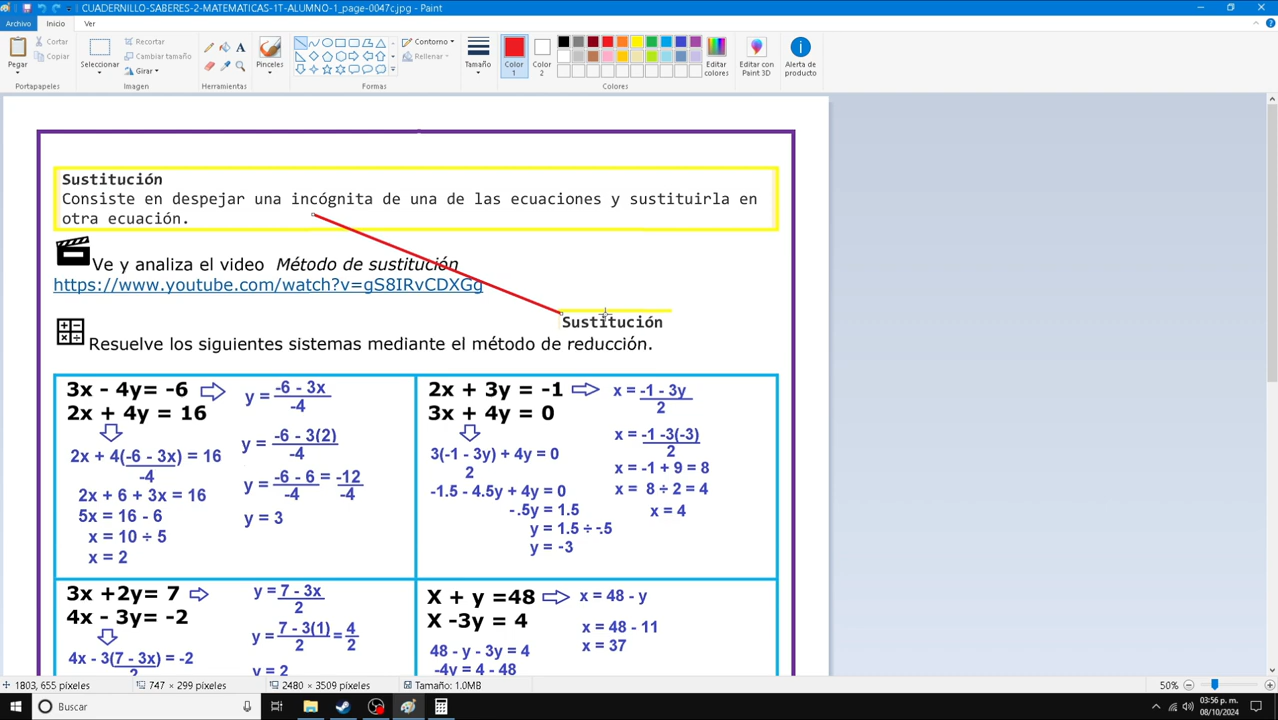 CUADERNILLO-SABERES-2-MATEMATICAS-1T-ALUMNO-1_page-0047c.jpg - Paint
Archivo Inicio Ver
Pegar
Cortar
Copiar
Portapapeles
Seleccionar
Recortar
Cambiar tamaño
Girar
Imagen
A
Herramientas
Pinceles
Contorno
Rellenar
Formas
Tamaño
Color 1
Color 2
Editar colores
Colores
Editar con Paint 3D
Alerta de producto
Sustitución
Consiste en despejar una incógnita de una de las ecuaciones y sustituirla en
otra ecuación.
Ve y analiza el video Método de sustitución
https://www.youtube.com/watch?v=gS8IRvCDXGg
Sustitución
Resuelve los siguientes sistemas mediante el método de reducción.
3x - 4y= -6
2x + 4y = 16
2x + 4(-6 - 3x) = 16
-4
2x + 6 + 3x = 16
5x = 16 - 6
x = 10 ÷ 5
x = 2
y = -6 - 3x
-4
y = -6 - 3(2)
-4
y = -6 - 6 = -12
-4 -4
y = 3
2x + 3y = -1
3x + 4y = 0
3(-1 - 3y) + 4y = 0
2
-1.5 - 4.5y + 4y = 0
-.5y = 1.5
y = 1.5 ÷ -.5
y = -3
x = -1 - 3y
2
x = -1 -3(-3)
2
x = -1 + 9 = 8
x = 8 ÷ 2 = 4
x = 4
3x +2y= 7
4x - 3y= -2
4x - 3(7 - 3x) = -2
2
y = 7 - 3x
2
y = 7 - 3(1) = 4
2 2
y = 2
X + y =48
X -3y = 4
48 - y - 3y = 4
-4y = 4 - 48
x = 48 - y
x = 48 - 11
x = 37
1803, 655 píxeles
747 × 299 píxeles
2480 × 3509 píxeles
Tamaño: 1.0MB
50%
Buscar
03:56 p. m.
08/10/2024